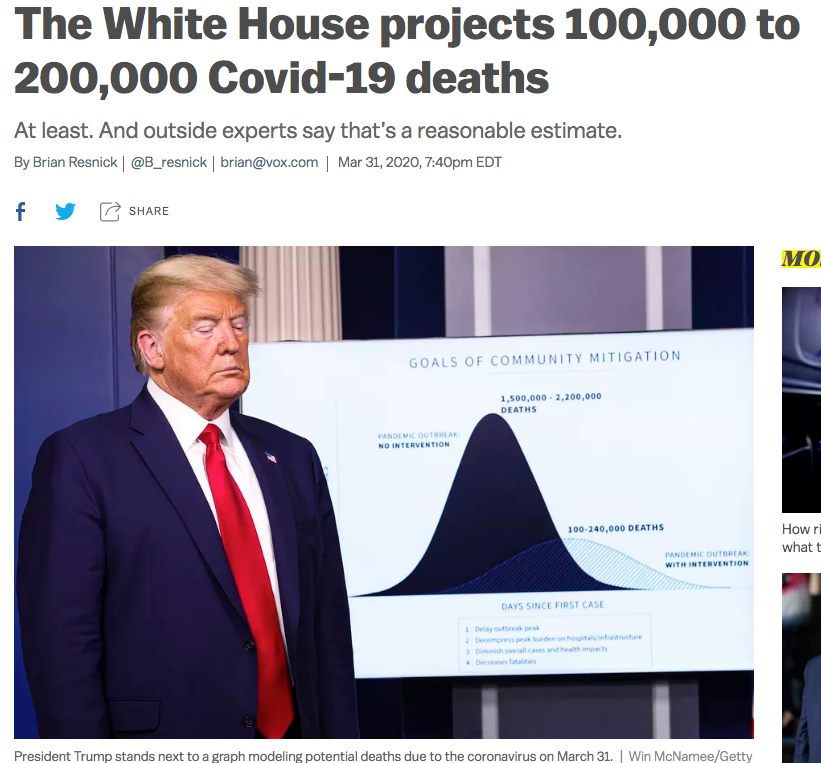 The White House projects 100,000 to
200,000 Covid-19 deaths
At least. And outside experts say that's a reasonable estimate.
By Brian Resnick | @B_resnick | brian@vox.com | Mar 31, 2020, 7:40pm EDT
f SHARE
MO
GOALS OF COMMUNITY MITIGATION
1,500,000 - 2,200,000
DEATHS
PANDEMIC OUTBREAK:
NO INTERVENTION
100-240,000 DEATHS
PANDEMIC OUTBREAK:
WITH INTERVENTION
DAYS SINCE FIRST CASE
1 Delay outbreak peak
2 Decompress peak burden on hospitals/infrastructure
3 Diminish overall cases and health impacts
4 Decreases fatalities
How ri
what t
President Trump stands next to a graph modeling potential deaths due to the coronavirus on March 31. | Win McNamee/Getty